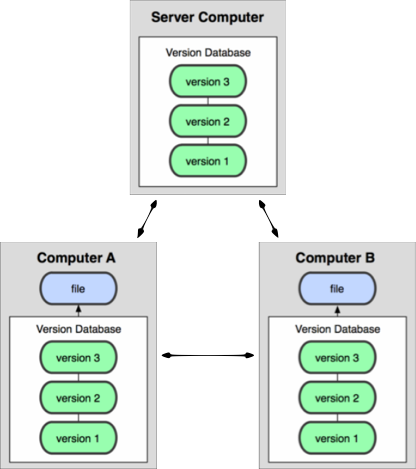 Server Computer
Version Database
version 3
version 2
version 1
Computer A
file
Version Database
version 3
version 2
version 1
Computer B
file
Version Database
version 3
version 2
version 1